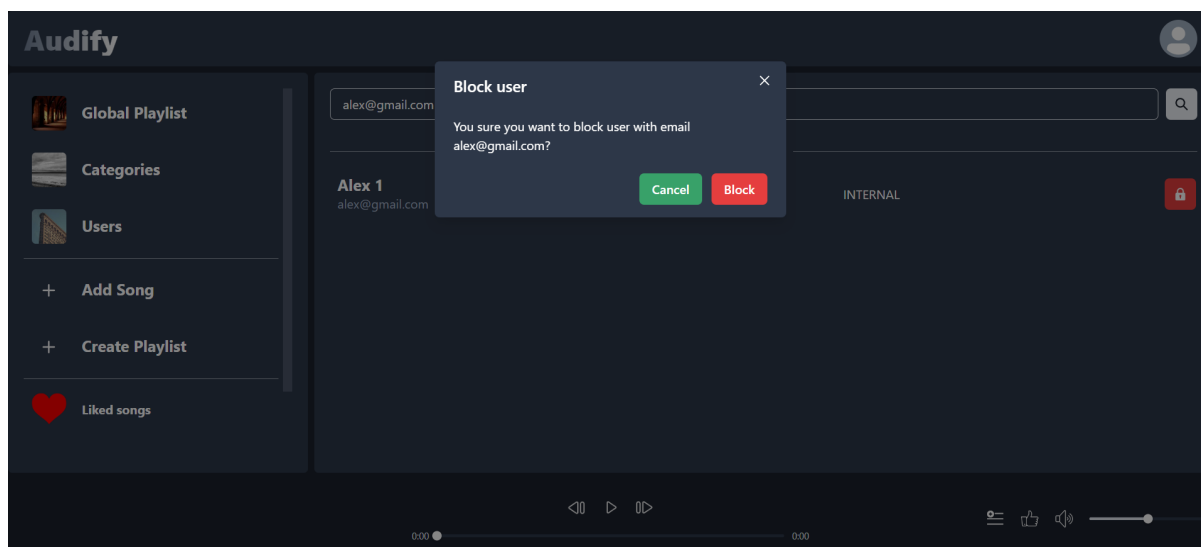 Audify
Global Playlist
Categories
Users
Add Song
Create Playlist
Liked songs
alex@gmail.com
Alex 1
alex@gmail.com
INTERNAL
Block user
You sure you want to block user with email
alex@gmail.com?
Cancel
Block
0:00
0:00